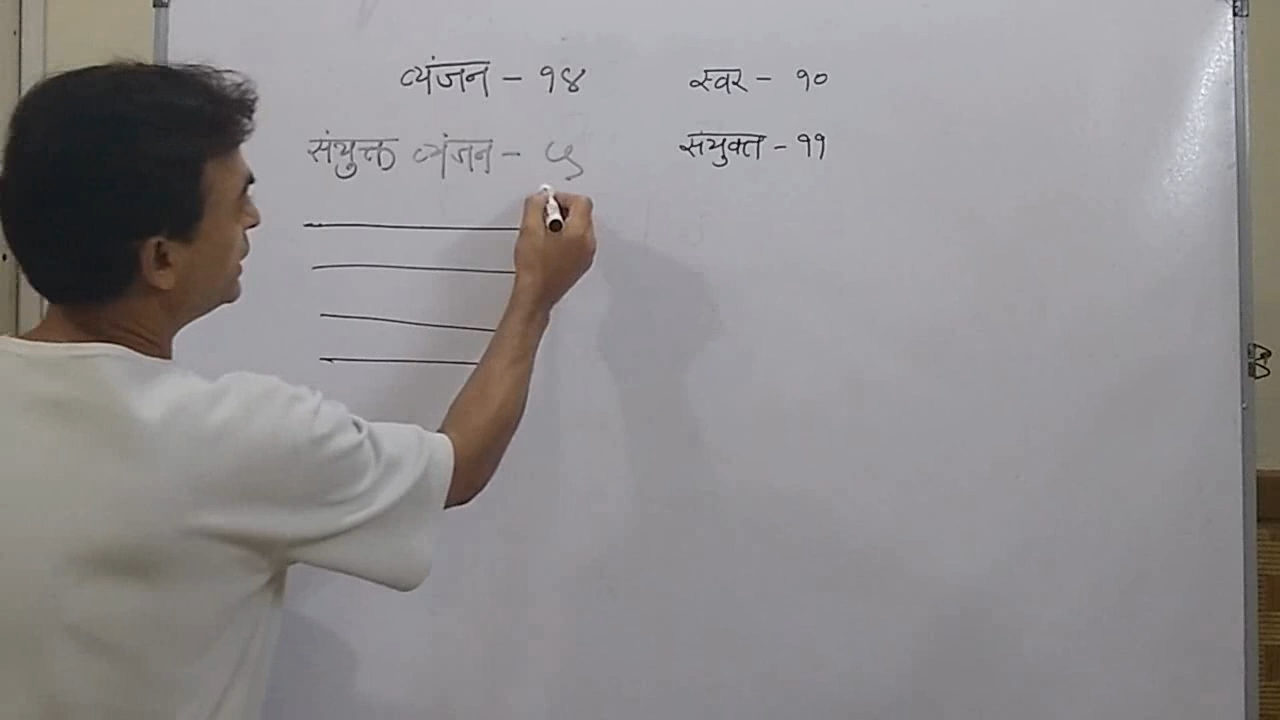 व्यंजन - १४ स्वर - १०
संयुक्त व्यंजन - ५ संयुक्त - ११